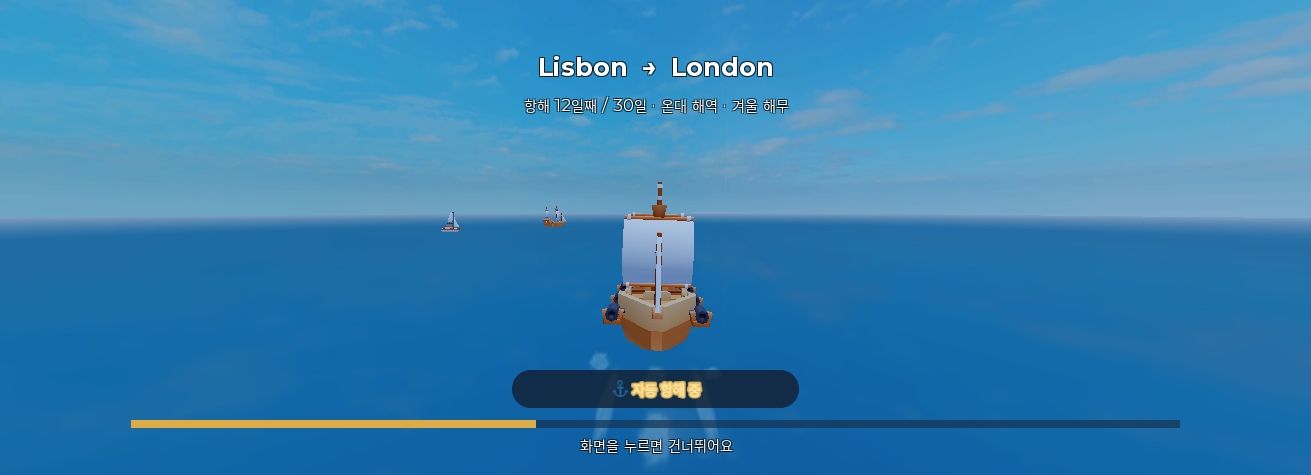 Lisbon → London
항해 12일째 / 30일 · 온대 해역 · 겨울 해무
⚓ 자동 항해 중
화면을 누르면 건너뛰어요